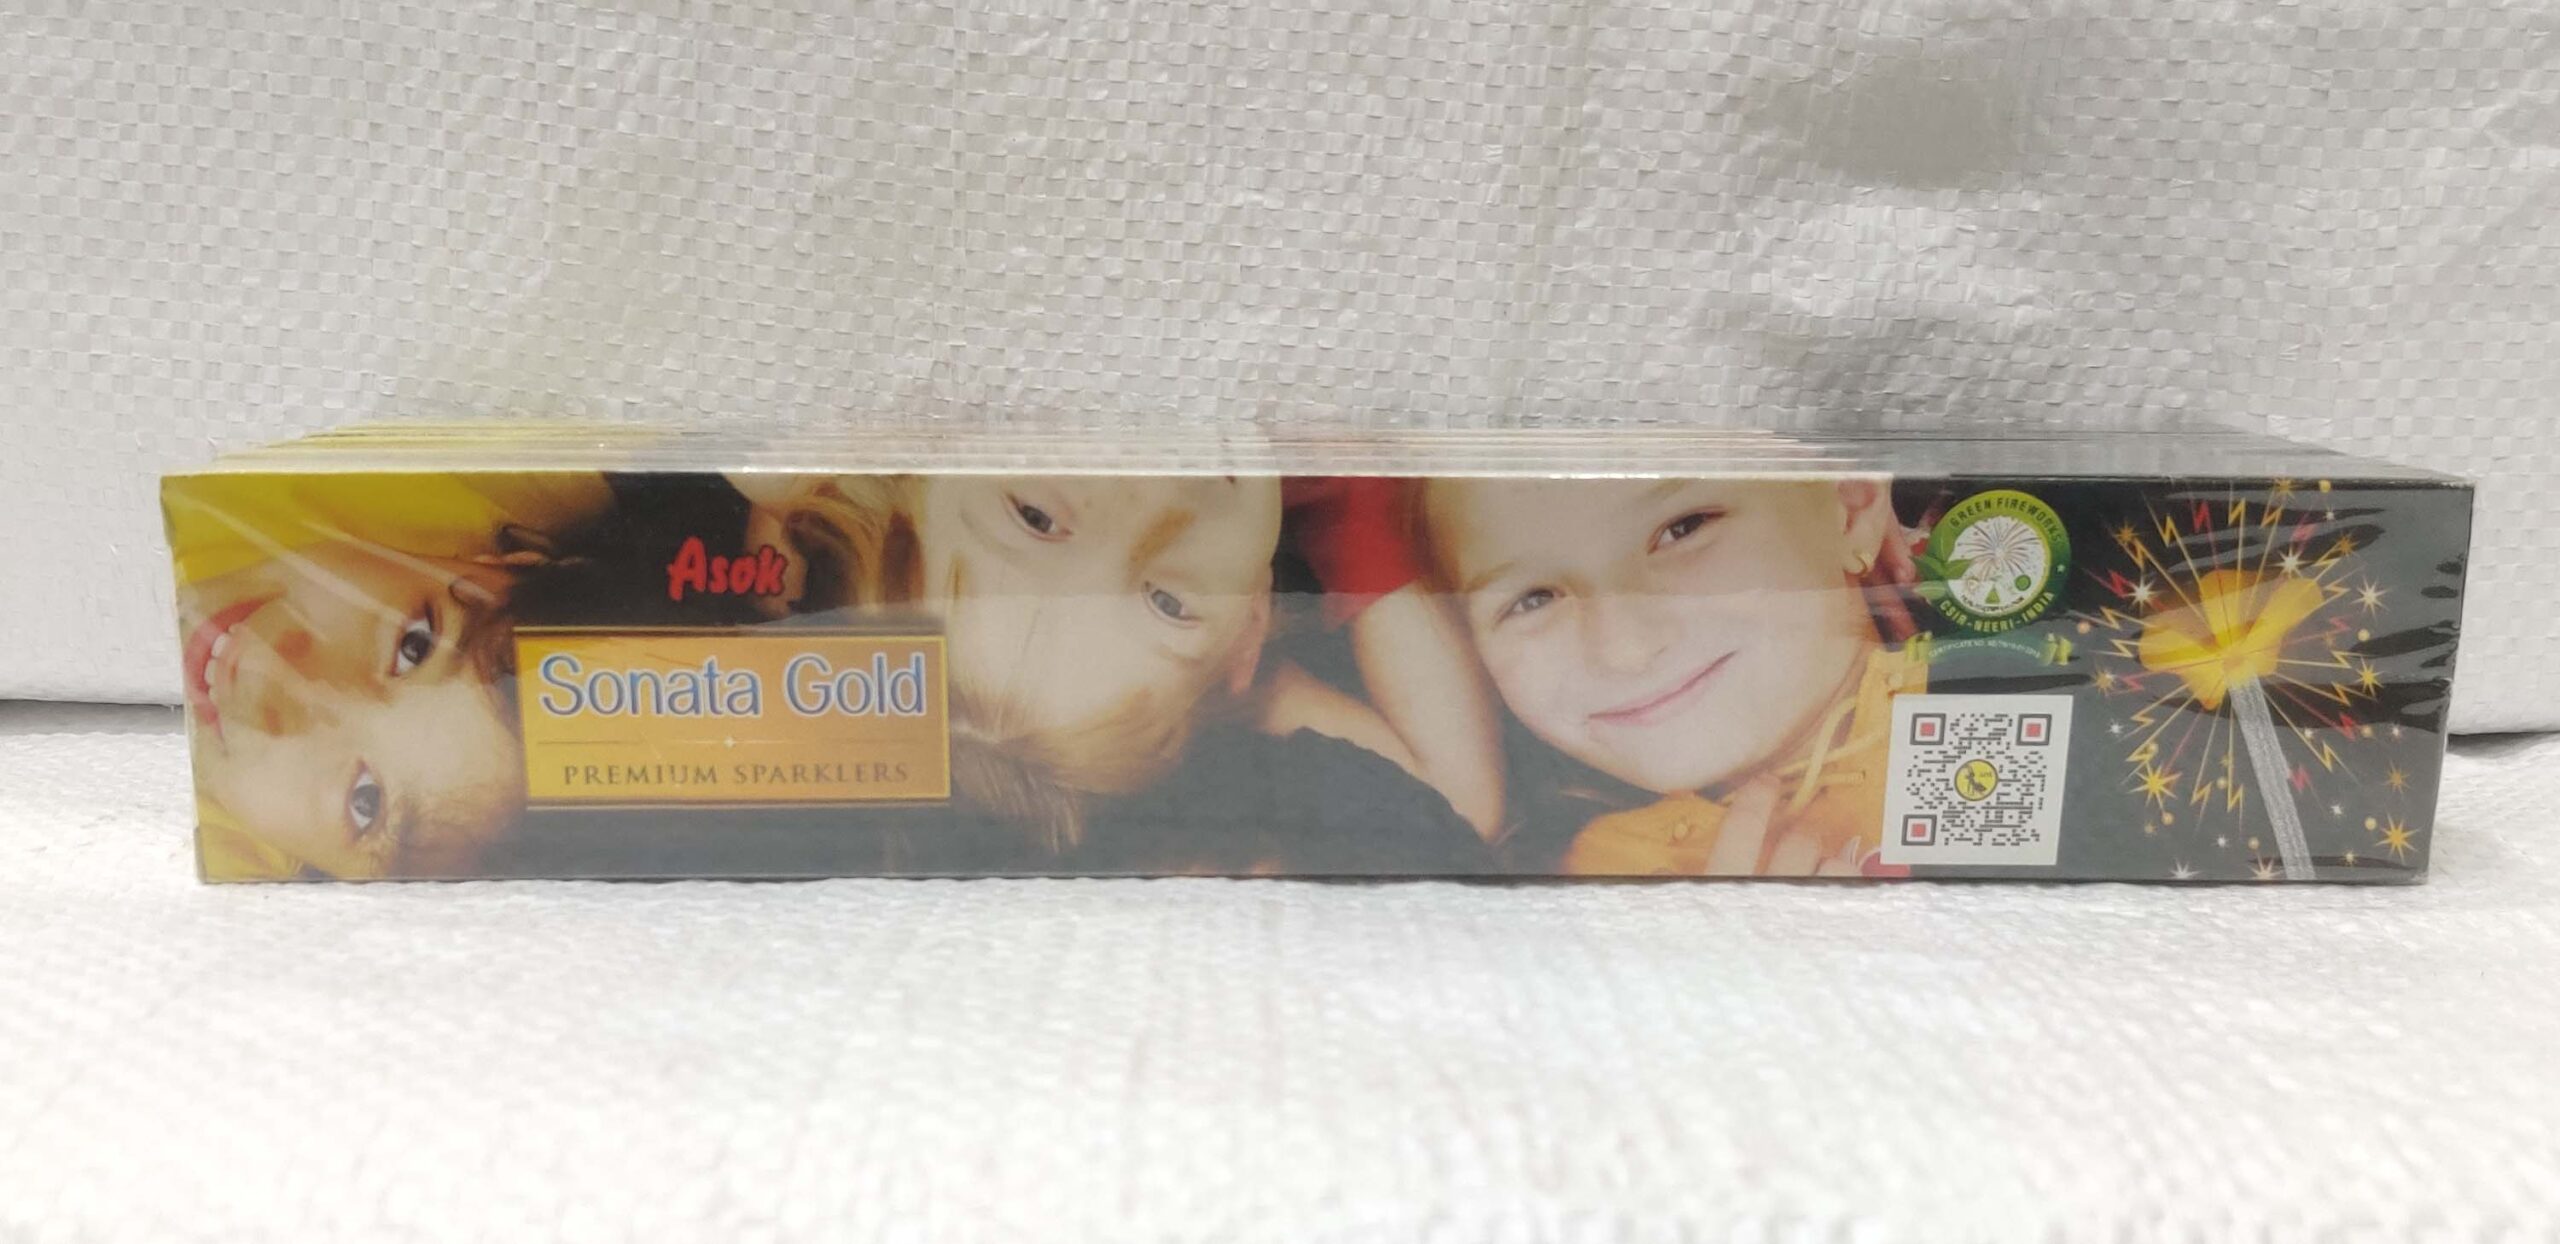 Asok
Sonata Gold
PREMIUM SPARKLERS
GREEN FIREWORKS
CSIR-NEERI-INDIA